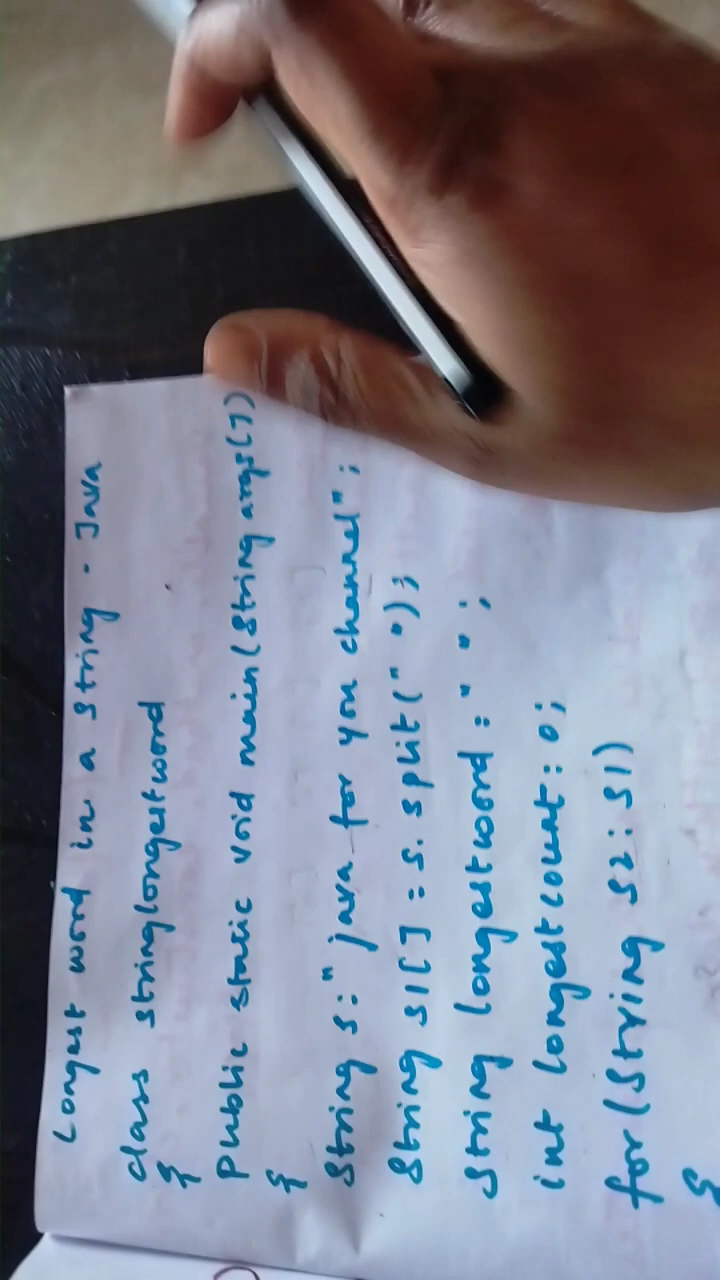 Longest word in a String - Java
class stringlongestword
{
public static void main(String args[])
{
String s="java for you channel";
String s1[] = s.split(" ");
String longestword = " ";
int longestcount = 0;
for(String s2:s1)
{